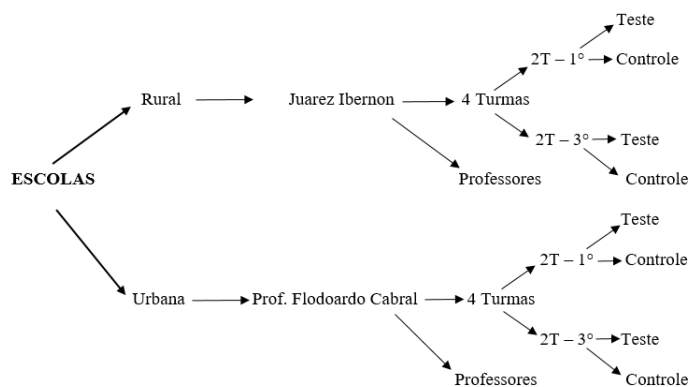 Teste
2T – 1° Controle
Rural Juarez Ibernon 4 Turmas
2T – 3° Teste
ESCOLAS Professores Controle
Teste
2T – 1° Controle
Urbana Prof. Flodoardo Cabral 4 Turmas
2T – 3° Teste
Professores Controle